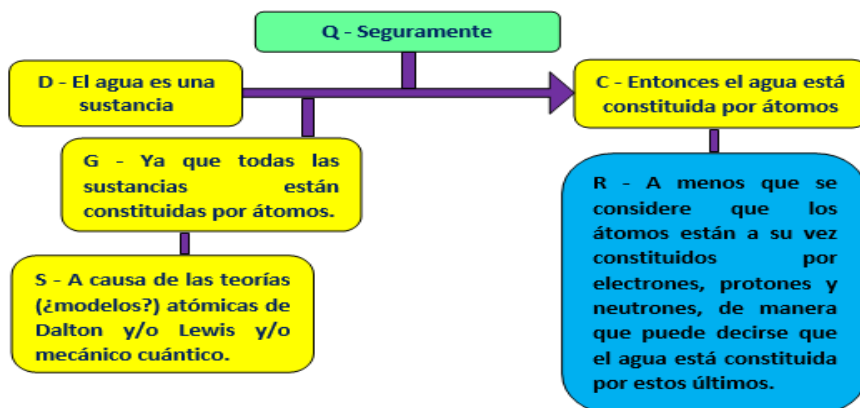 Q - Seguramente
D - El agua es una
sustancia
C - Entonces el agua está
constituida por átomos
G - Ya que todas las
sustancias están
constituidas por átomos.
S - A causa de las teorías
(¿modelos?) atómicas de
Dalton y/o Lewis y/o
mecánico cuántico.
R - A menos que se
considere que los
átomos están a su vez
constituidos por
electrones, protones y
neutrones, de manera
que puede decirse que
el agua está constituida
por estos últimos.